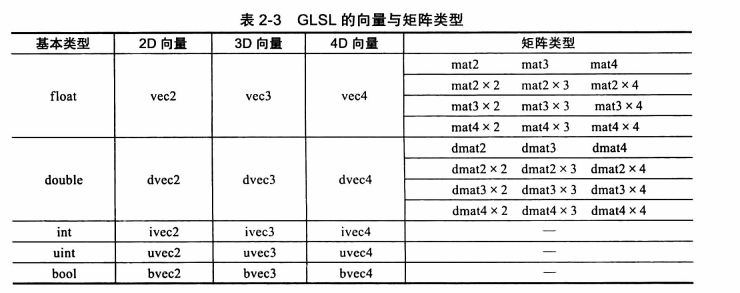 表 2-3 GLSL 的向量与矩阵类型
基本类型 2D 向量 3D 向量 4D 向量 矩阵类型
float vec2 vec3 vec4 mat2 mat3 mat4
mat2×2 mat2×3 mat2×4
mat3×2 mat3×3 mat3×4
mat4×2 mat4×3 mat4×4
double dvec2 dvec3 dvec4 dmat2 dmat3 dmat4
dmat2×2 dmat2×3 dmat2×4
dmat3×2 dmat3×3 dmat3×4
dmat4×2 dmat4×3 dmat4×4
int ivec2 ivec3 ivec4 —
uint uvec2 uvec3 uvec4 —
bool bvec2 bvec3 bvec4 —